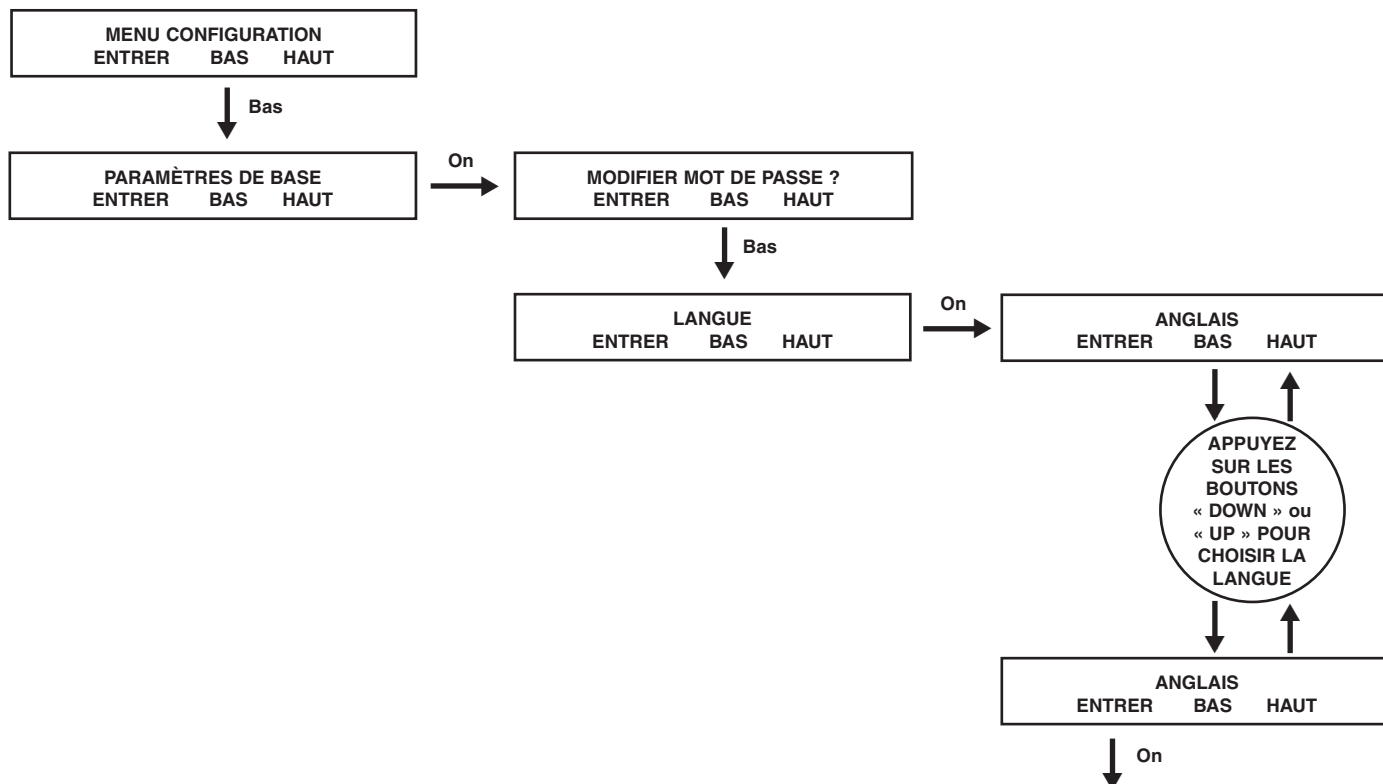 MENU CONFIGURATION
ENTRER BAS HAUT
Bas
PARAMÈTRES DE BASE
ENTRER BAS HAUT
On
MODIFIER MOT DE PASSE ?
ENTRER BAS HAUT
Bas
LANGUE
ENTRER BAS HAUT
On
ANGLAIS
ENTRER BAS HAUT
APPUYEZ
SUR LES
BOUTONS
« DOWN » ou
« UP » POUR
CHOISIR LA
LANGUE
ANGLAIS
ENTRER BAS HAUT
On